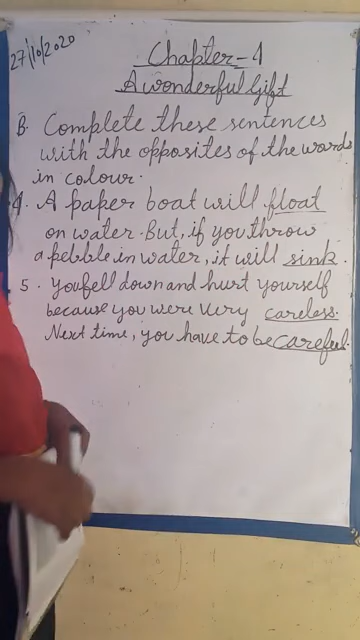 27/10/2020
Chapter-4
A wonderful Gift
B. Complete these sentences
with the opposites of the words
in colour.
4. A paper boat will float
on water. But, if you throw
a pebble in water, it will sink.
5. You fell down and hurt yourself
because you were very careless.
Next time, you have to be careful.